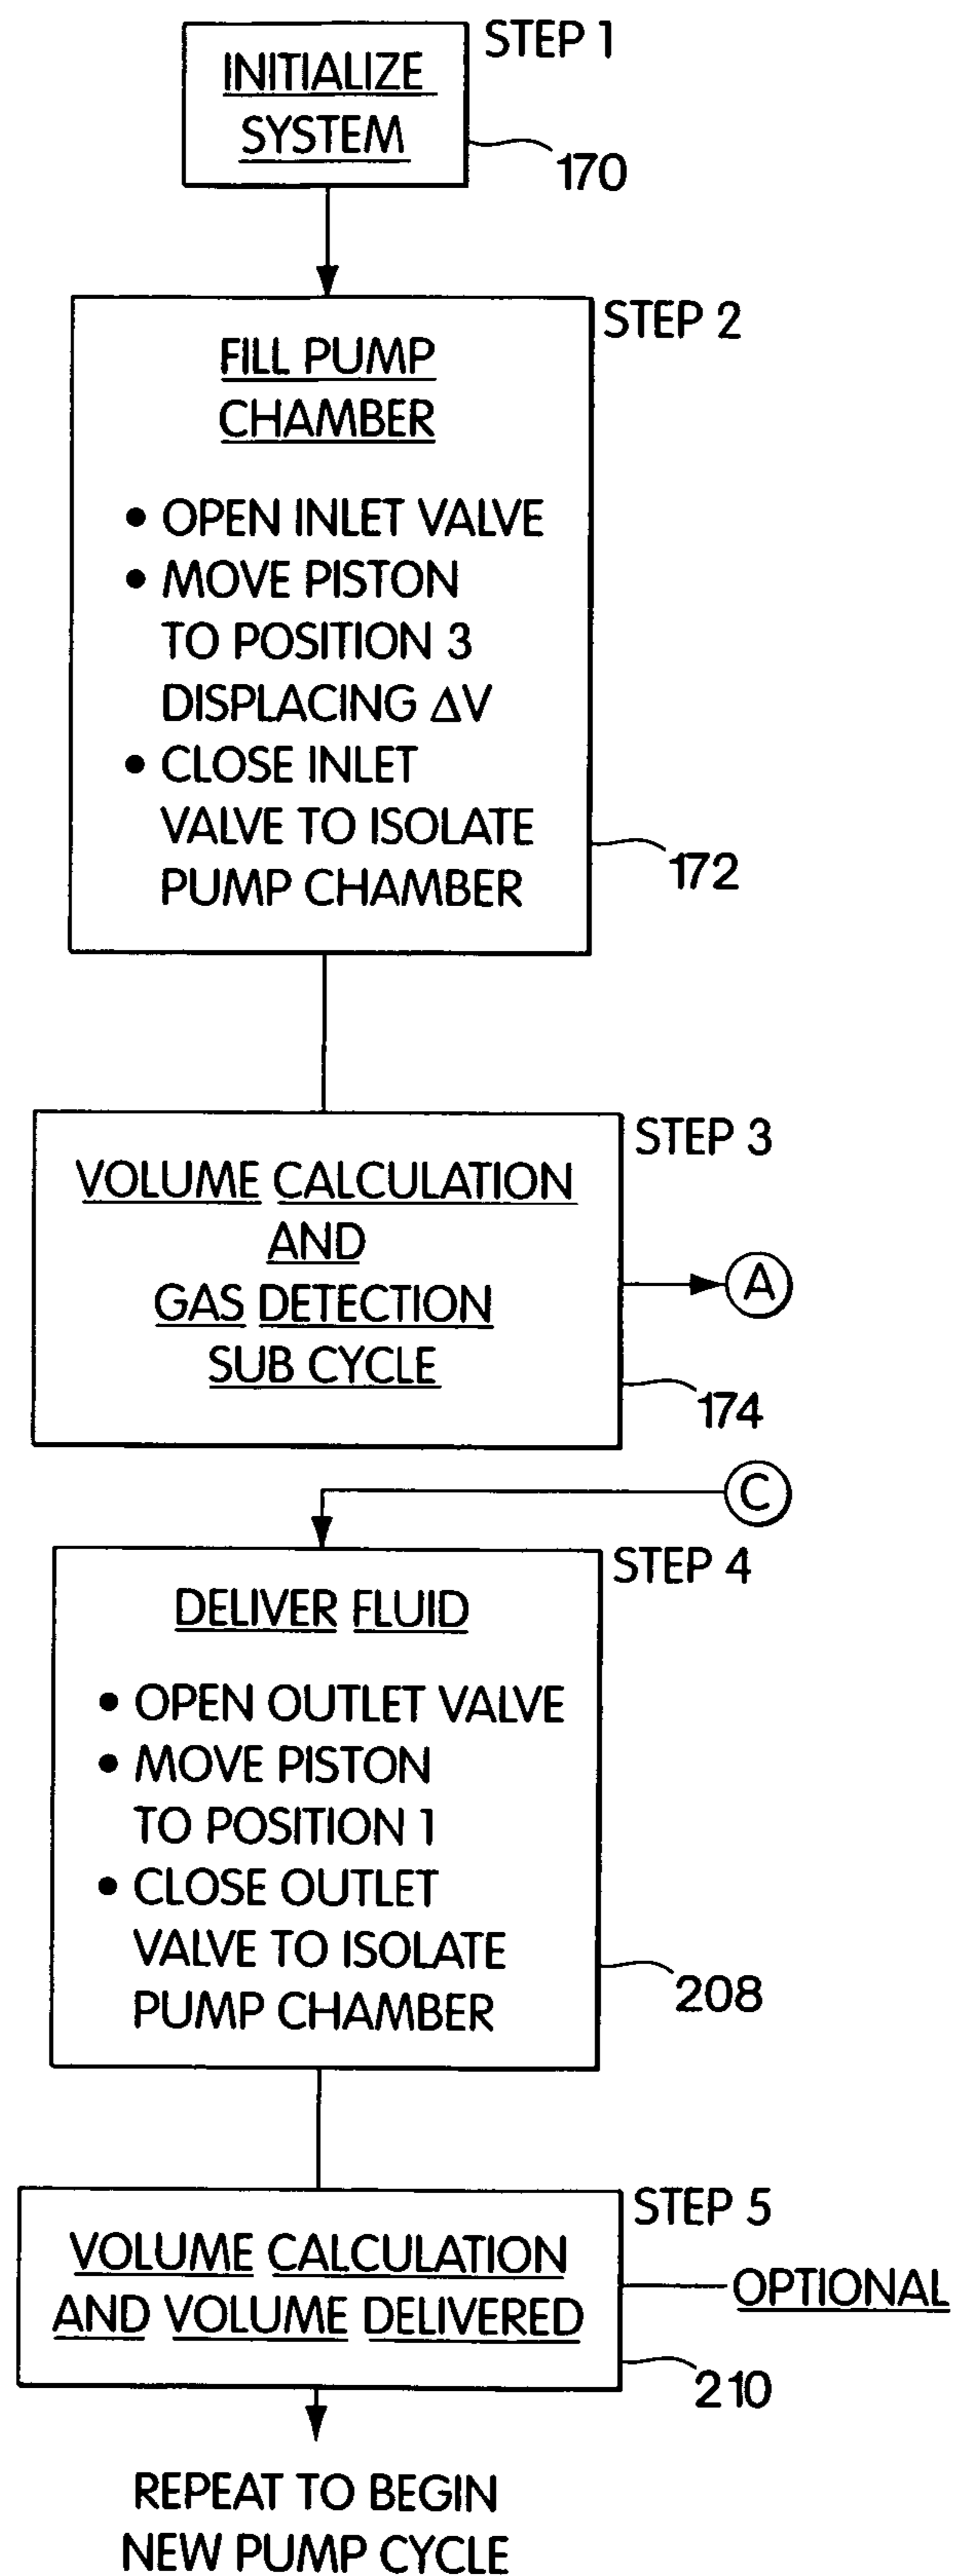 STEP 1
INITIALIZE
SYSTEM
170
STEP 2
FILL PUMP
CHAMBER
• OPEN INLET VALVE
• MOVE PISTON
TO POSITION 3
DISPLACING ΔV
• CLOSE INLET
VALVE TO ISOLATE
PUMP CHAMBER
172
STEP 3
VOLUME CALCULATION
AND
GAS DETECTION
SUB CYCLE
A
174
C
STEP 4
DELIVER FLUID
• OPEN OUTLET VALVE
• MOVE PISTON
TO POSITION 1
• CLOSE OUTLET
VALVE TO ISOLATE
PUMP CHAMBER
208
STEP 5
VOLUME CALCULATION
AND VOLUME DELIVERED
OPTIONAL
210
REPEAT TO BEGIN
NEW PUMP CYCLE